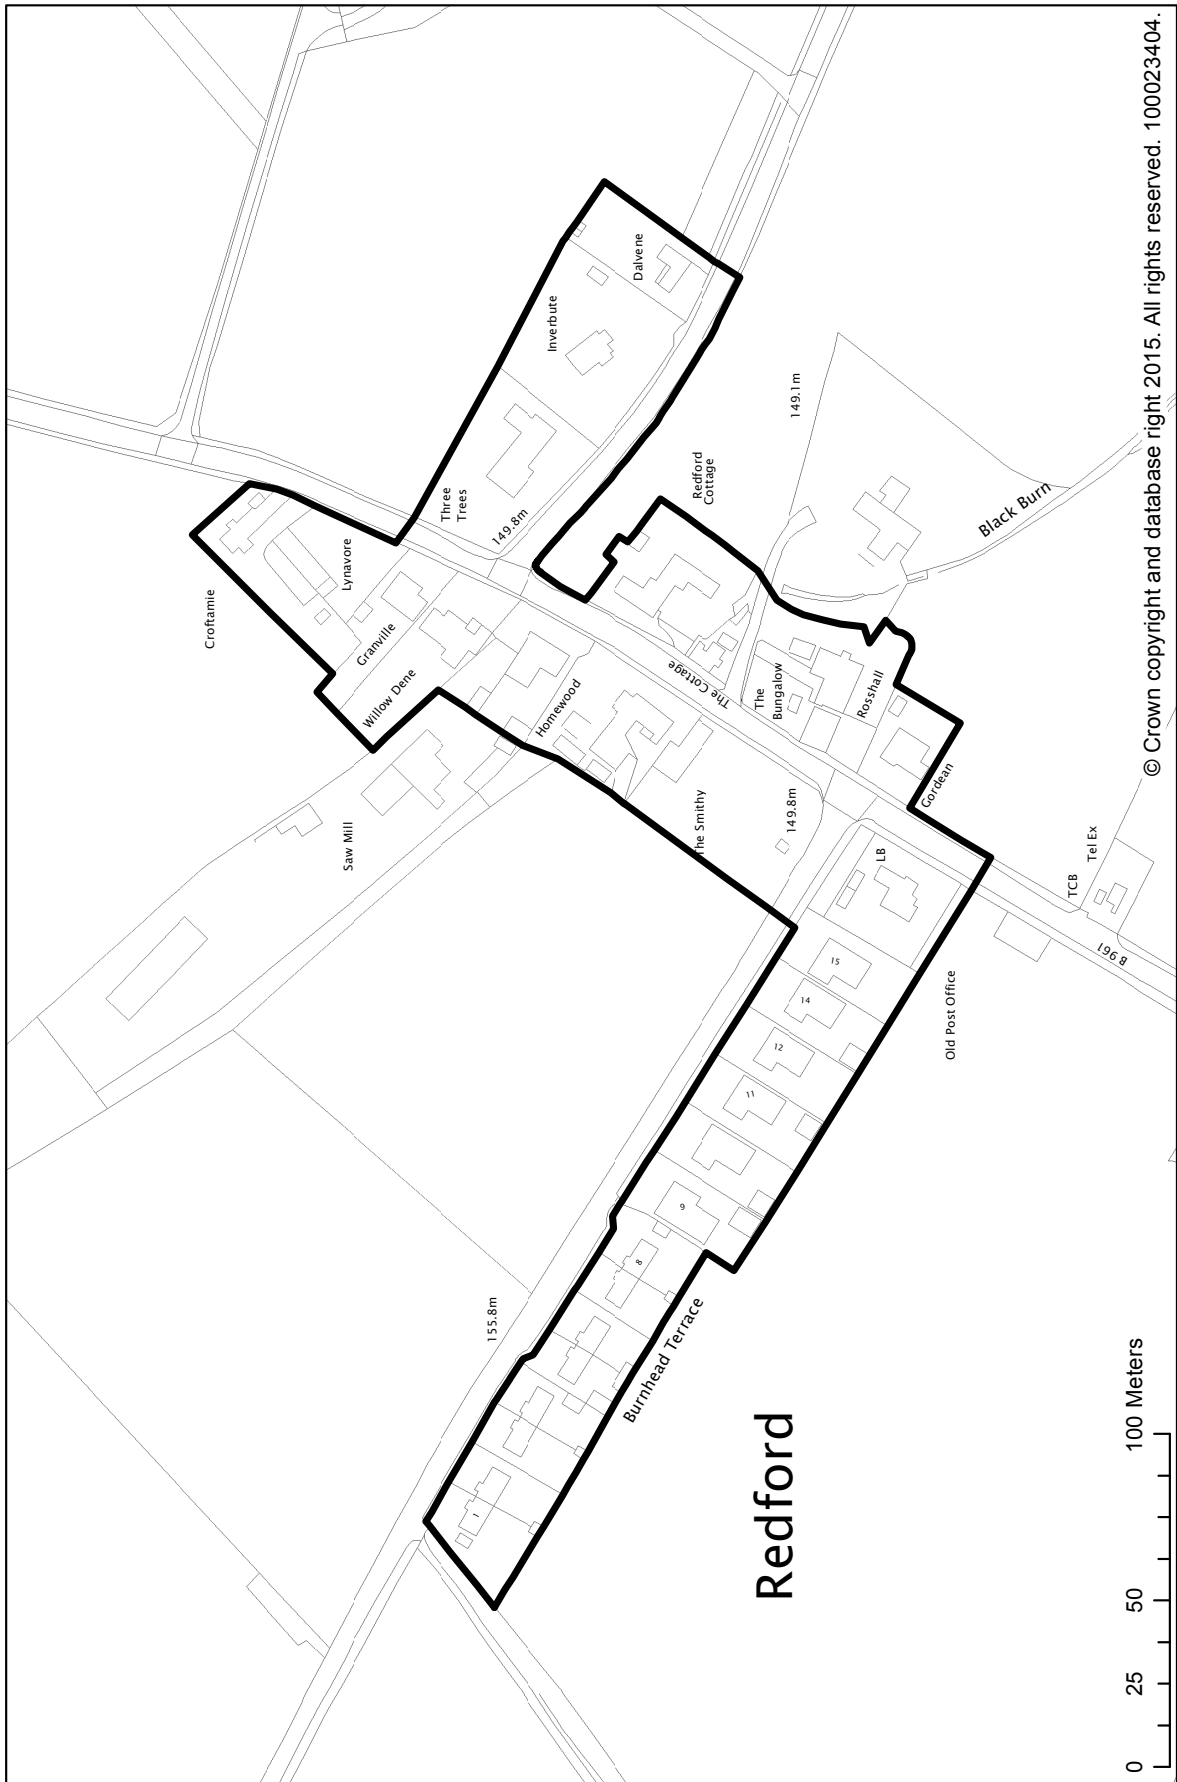 Redford
Croftamie
Lynavore
Granville
Willow Dene
Homewood
Saw Mill
Three
Trees
149.8m
Inverbute
Dalvene
Redford
Cottage
149.1m
Black Burn
The Cottage
The
Bungalow
Rosshall
Gordean
The Smithy
149.8m
LB
TCB
Tel Ex
B 961
Old Post Office
15
14
12
11
9
8
1
155.8m
Burnhead Terrace
0 25 50 100 Meters
© Crown copyright and database right 2015. All rights reserved. 100023404.